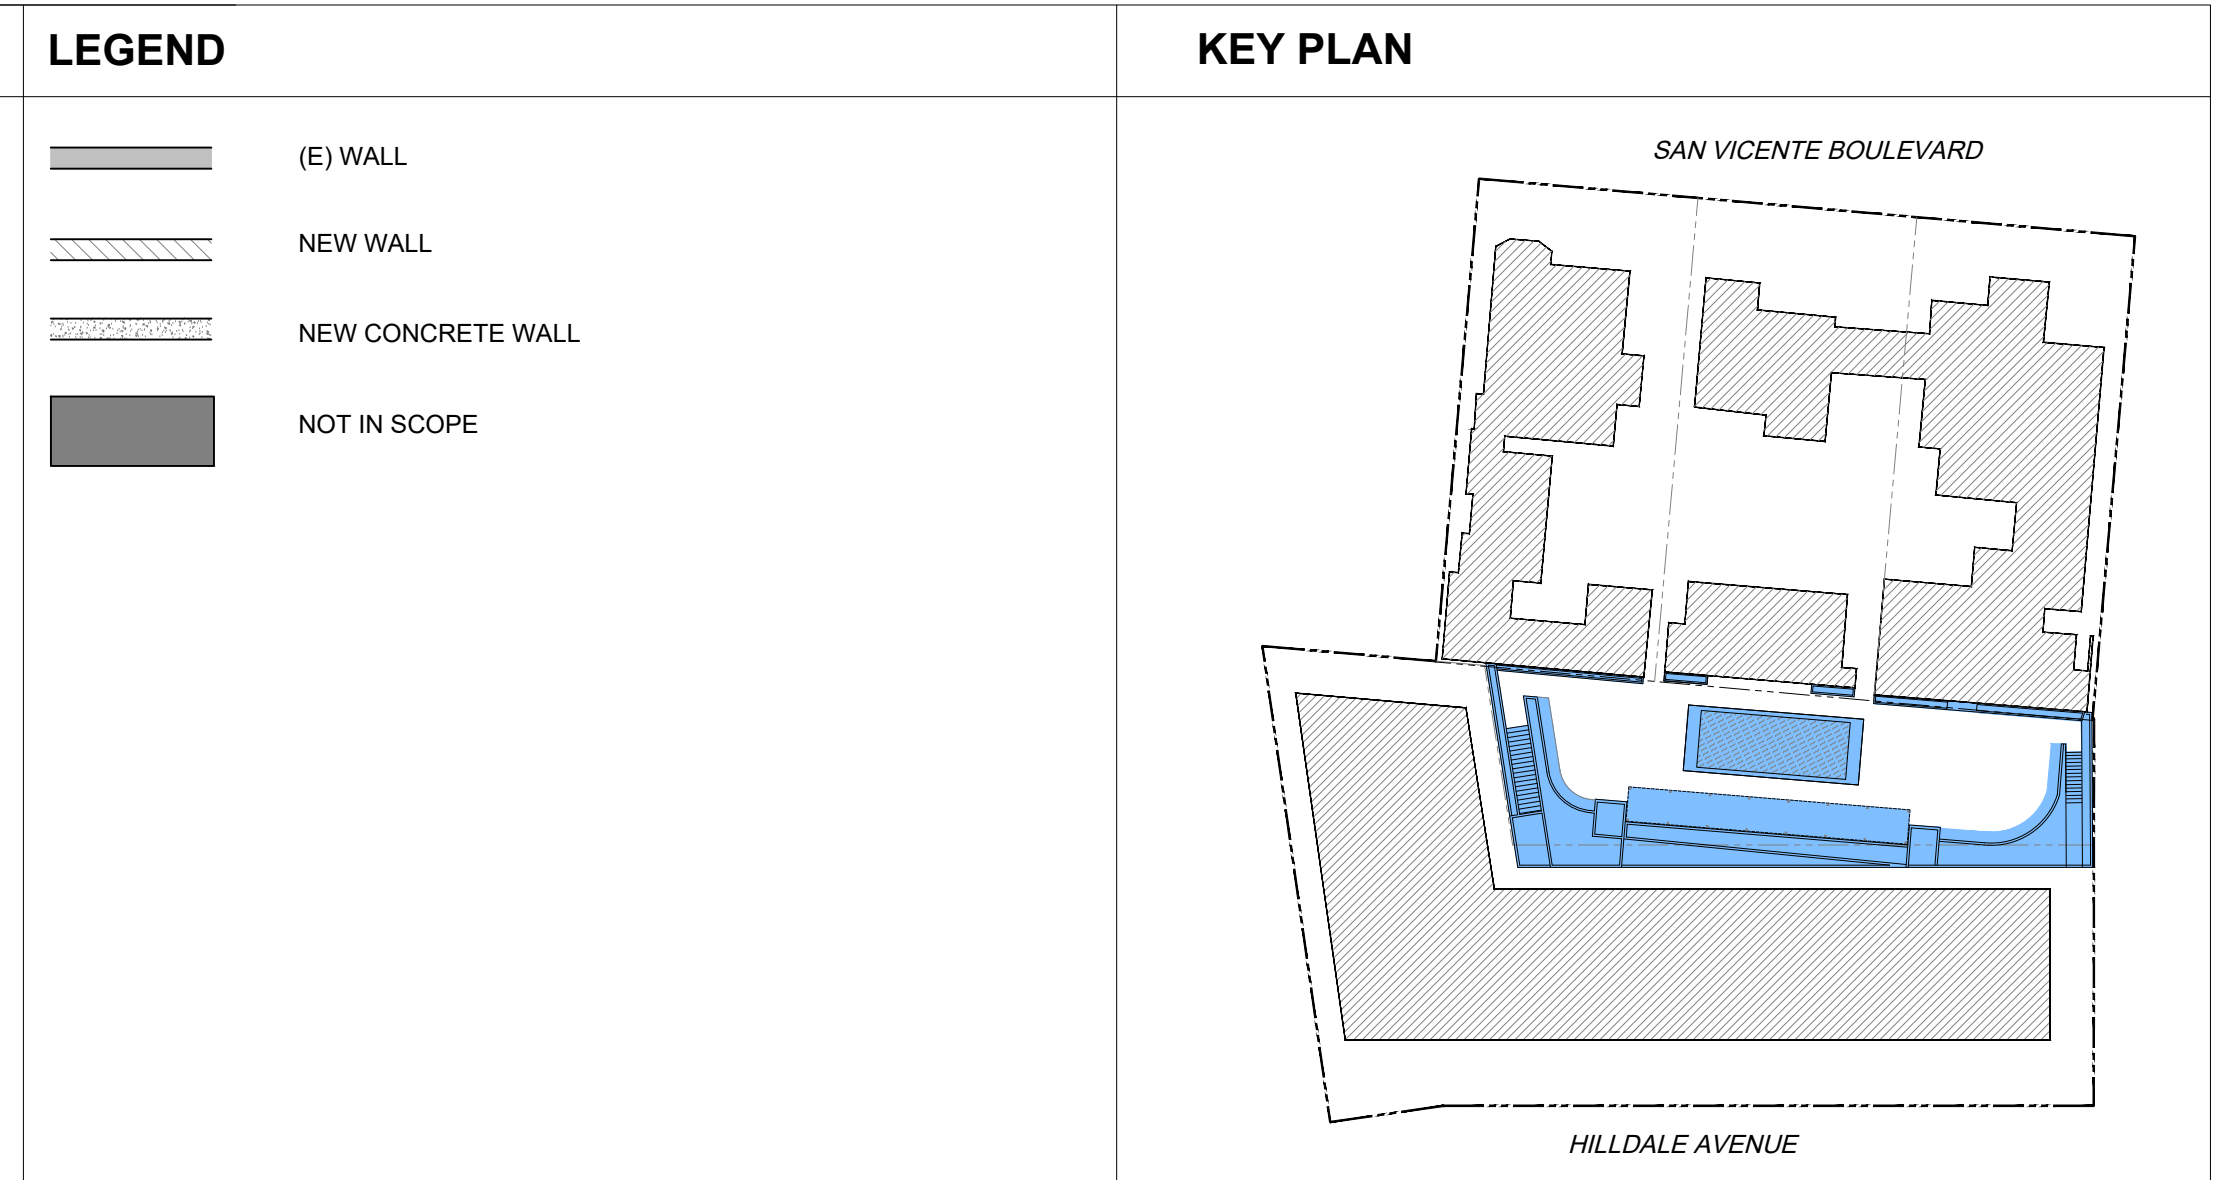 LEGEND
(E) WALL
NEW WALL
NEW CONCRETE WALL
NOT IN SCOPE
KEY PLAN
SAN VICENTE BOULEVARD
HILLDALE AVENUE